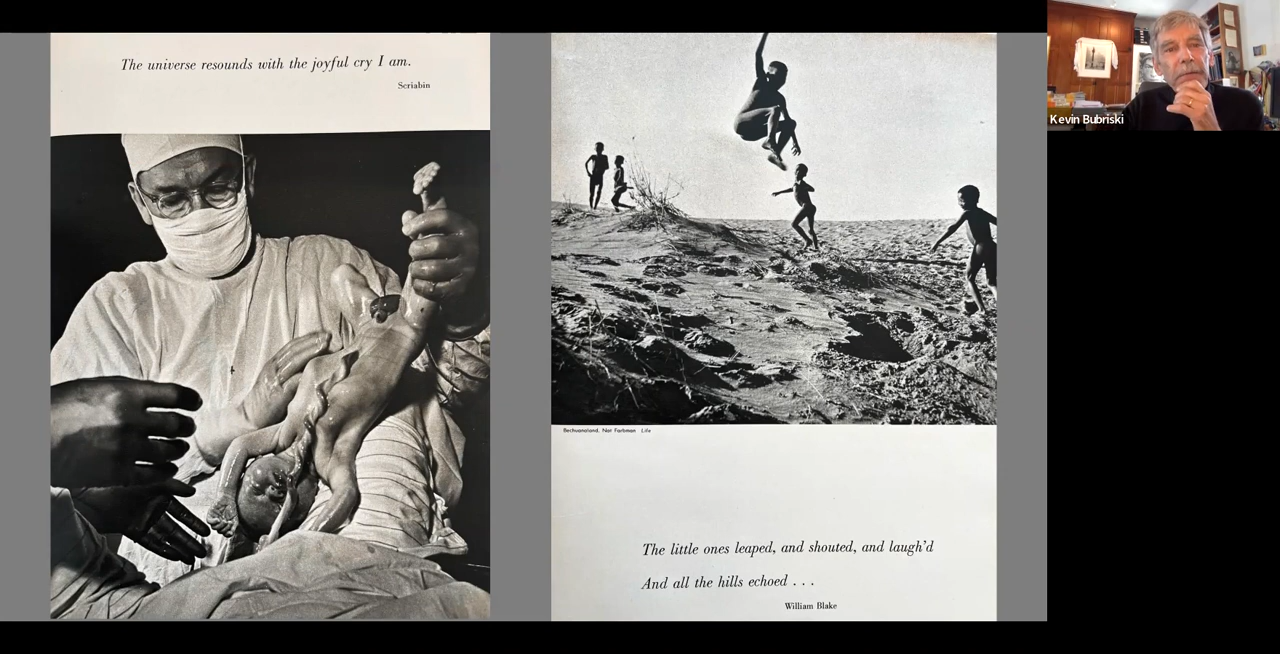 The universe resounds with the joyful cry I am.
Scriabin
Bechuanaland. Nat Farbman Life
The little ones leaped, and shouted, and laugh'd
And all the hills echoed . . .
William Blake
Kevin Bubriski